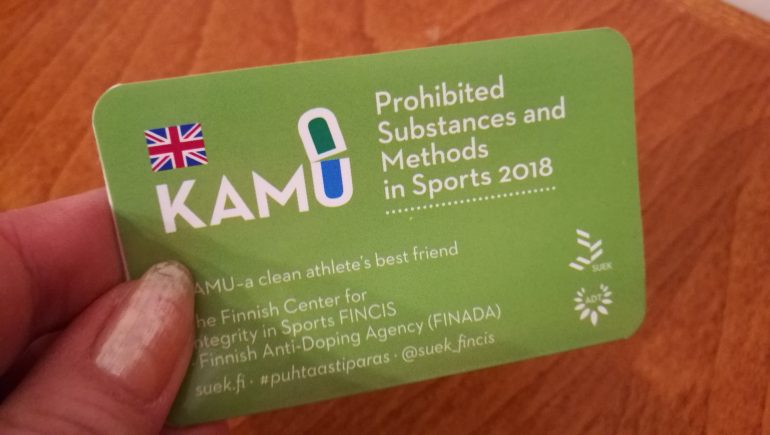 KAMU
Prohibited
Substances and
Methods
in Sports 2018
AMU–a clean athlete's best friend
he Finnish Center for
ntegrity in Sports FINCIS
Finnish Anti-Doping Agency (FINADA)
suek.fi · #puhtaastiparas · @suek_fincis
SUEK
ADT